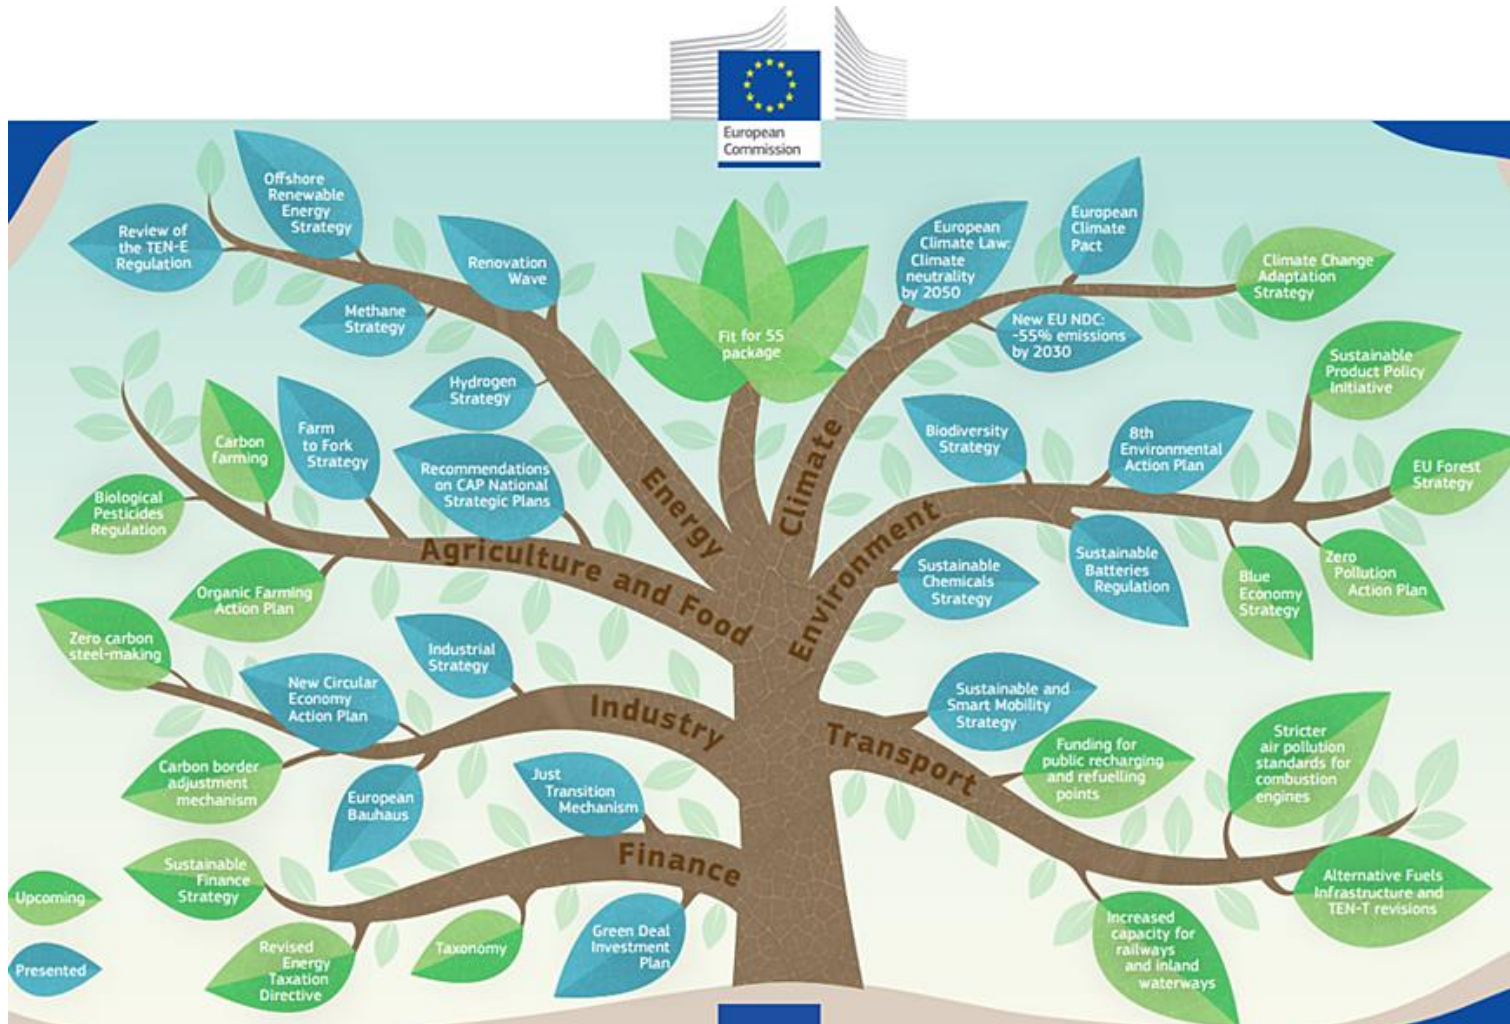 European
Commission
Offshore
Renewable
Energy
Strategy
Review of
the TEN-E
Regulation
Renovation
Wave
Methane
Strategy
Hydrogen
Strategy
Energy
Fit for 55
package
European
Climate Law:
Climate
neutrality
by 2050
European
Climate
Pact
Climate Change
Adaptation
Strategy
New EU NDC:
-55% emissions
by 2030
Climate
Carbon
farming
Farm
to Fork
Strategy
Recommendations
on CAP National
Strategic Plans
Biological
Pesticides
Regulation
Organic Farming
Action Plan
Agriculture and Food
Sustainable
Product Policy
Initiative
Biodiversity
Strategy
8th
Environmental
Action Plan
EU Forest
Strategy
Sustainable
Chemicals
Strategy
Sustainable
Batteries
Regulation
Blue
Economy
Strategy
Zero
Pollution
Action Plan
Environment
Zero carbon
steel-making
New Circular
Economy
Action Plan
Industrial
Strategy
Carbon border
adjustment
mechanism
European
Bauhaus
Industry
Sustainable and
Smart Mobility
Strategy
Funding for
public recharging
and refuelling
points
Stricter
air pollution
standards for
combustion
engines
Alternative Fuels
Infrastructure and
TEN-T revisions
Increased
capacity for
railways
and inland
waterways
Transport
Just
Transition
Mechanism
Sustainable
Finance
Strategy
Revised
Energy
Taxation
Directive
Taxonomy
Green Deal
Investment
Plan
Finance
Upcoming
Presented